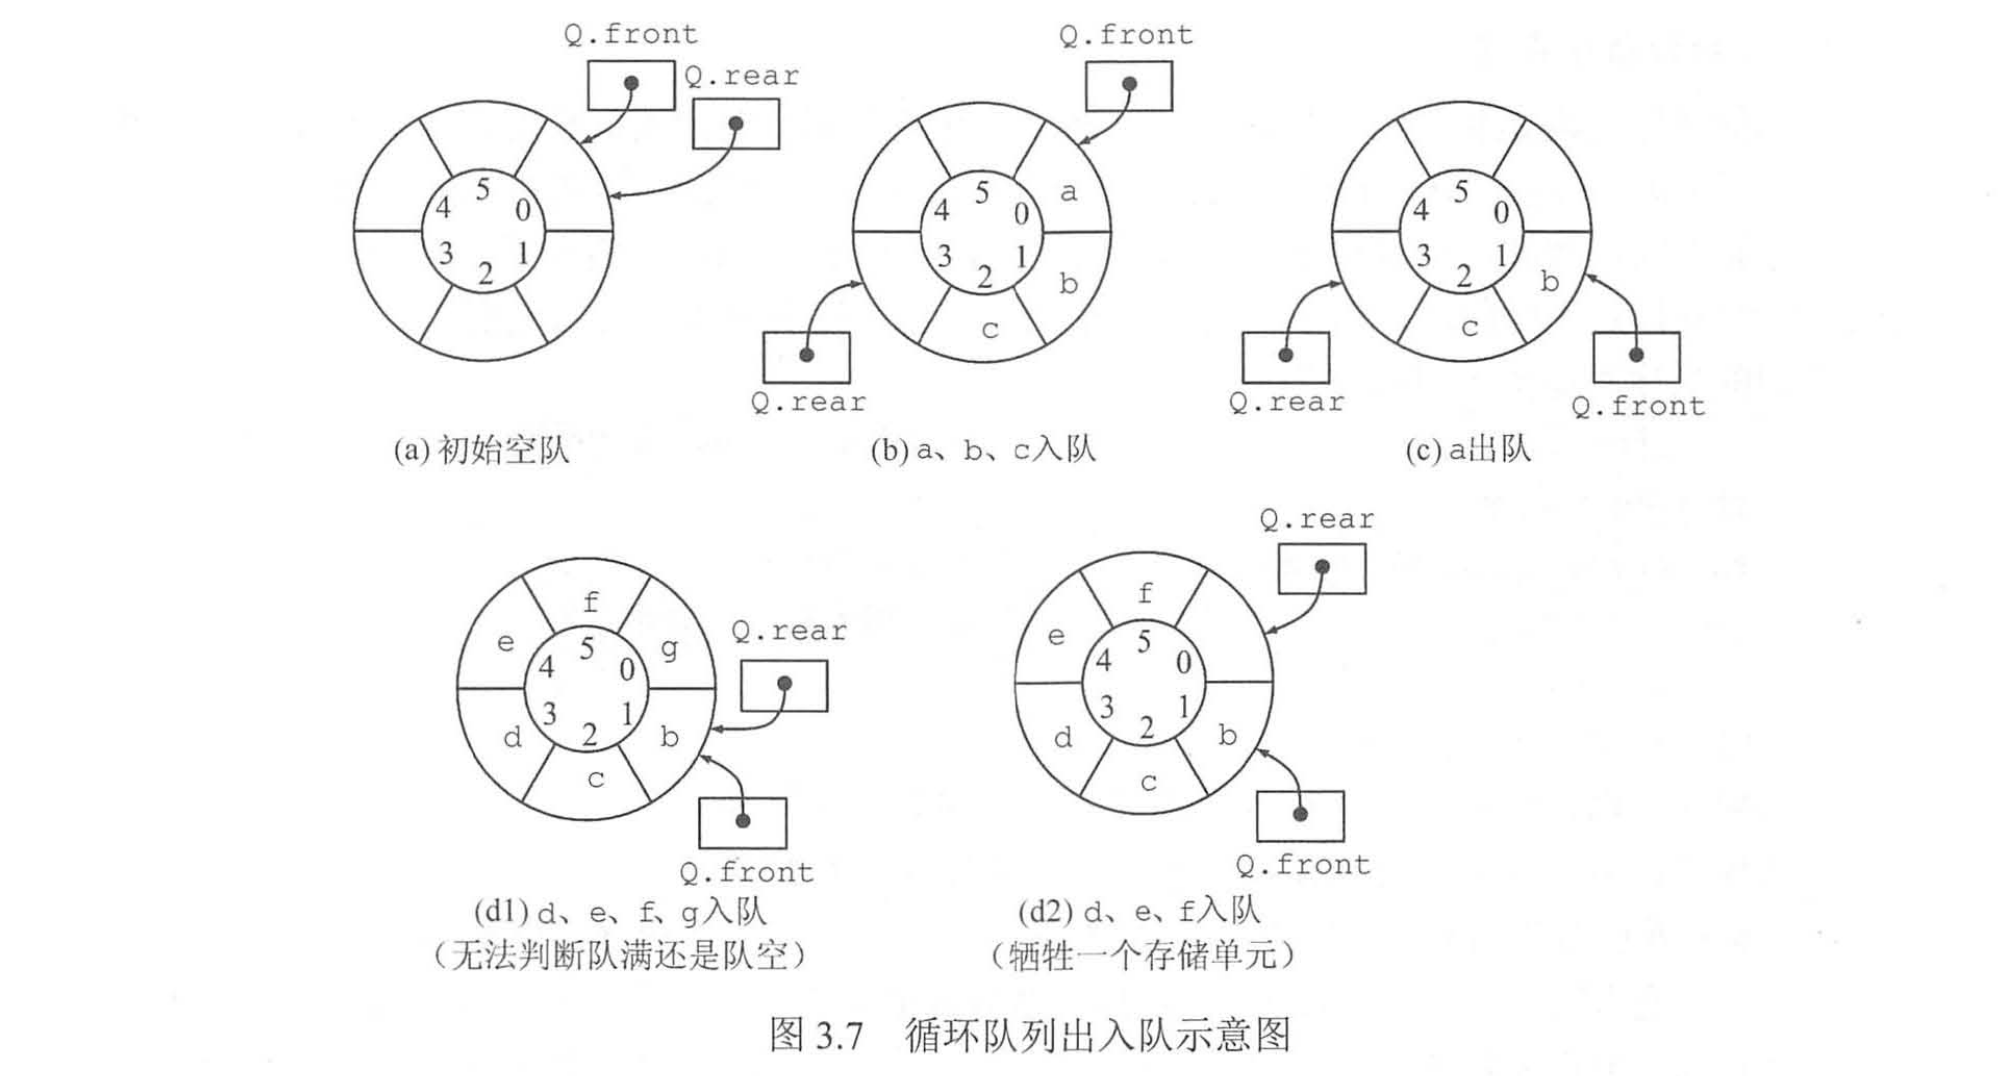 Q.front
Q.rear
5
4 0
3 1
2
(a) 初始空队
Q.front
a
5
4 0
3 1
2
b
c
Q.rear
(b) a、b、c入队
5
4 0
3 1
2
b
c
Q.rear
Q.front
(c) a出队
f
e
g
5
4 0
3 1
2
d
b
c
Q.rear
Q.front
(d1) d、e、f、g入队
（无法判断队满还是队空）
Q.rear
f
e
5
4 0
3 1
2
d
b
c
Q.front
(d2) d、e、f入队
（牺牲一个存储单元）
图 3.7 循环队列出入队示意图